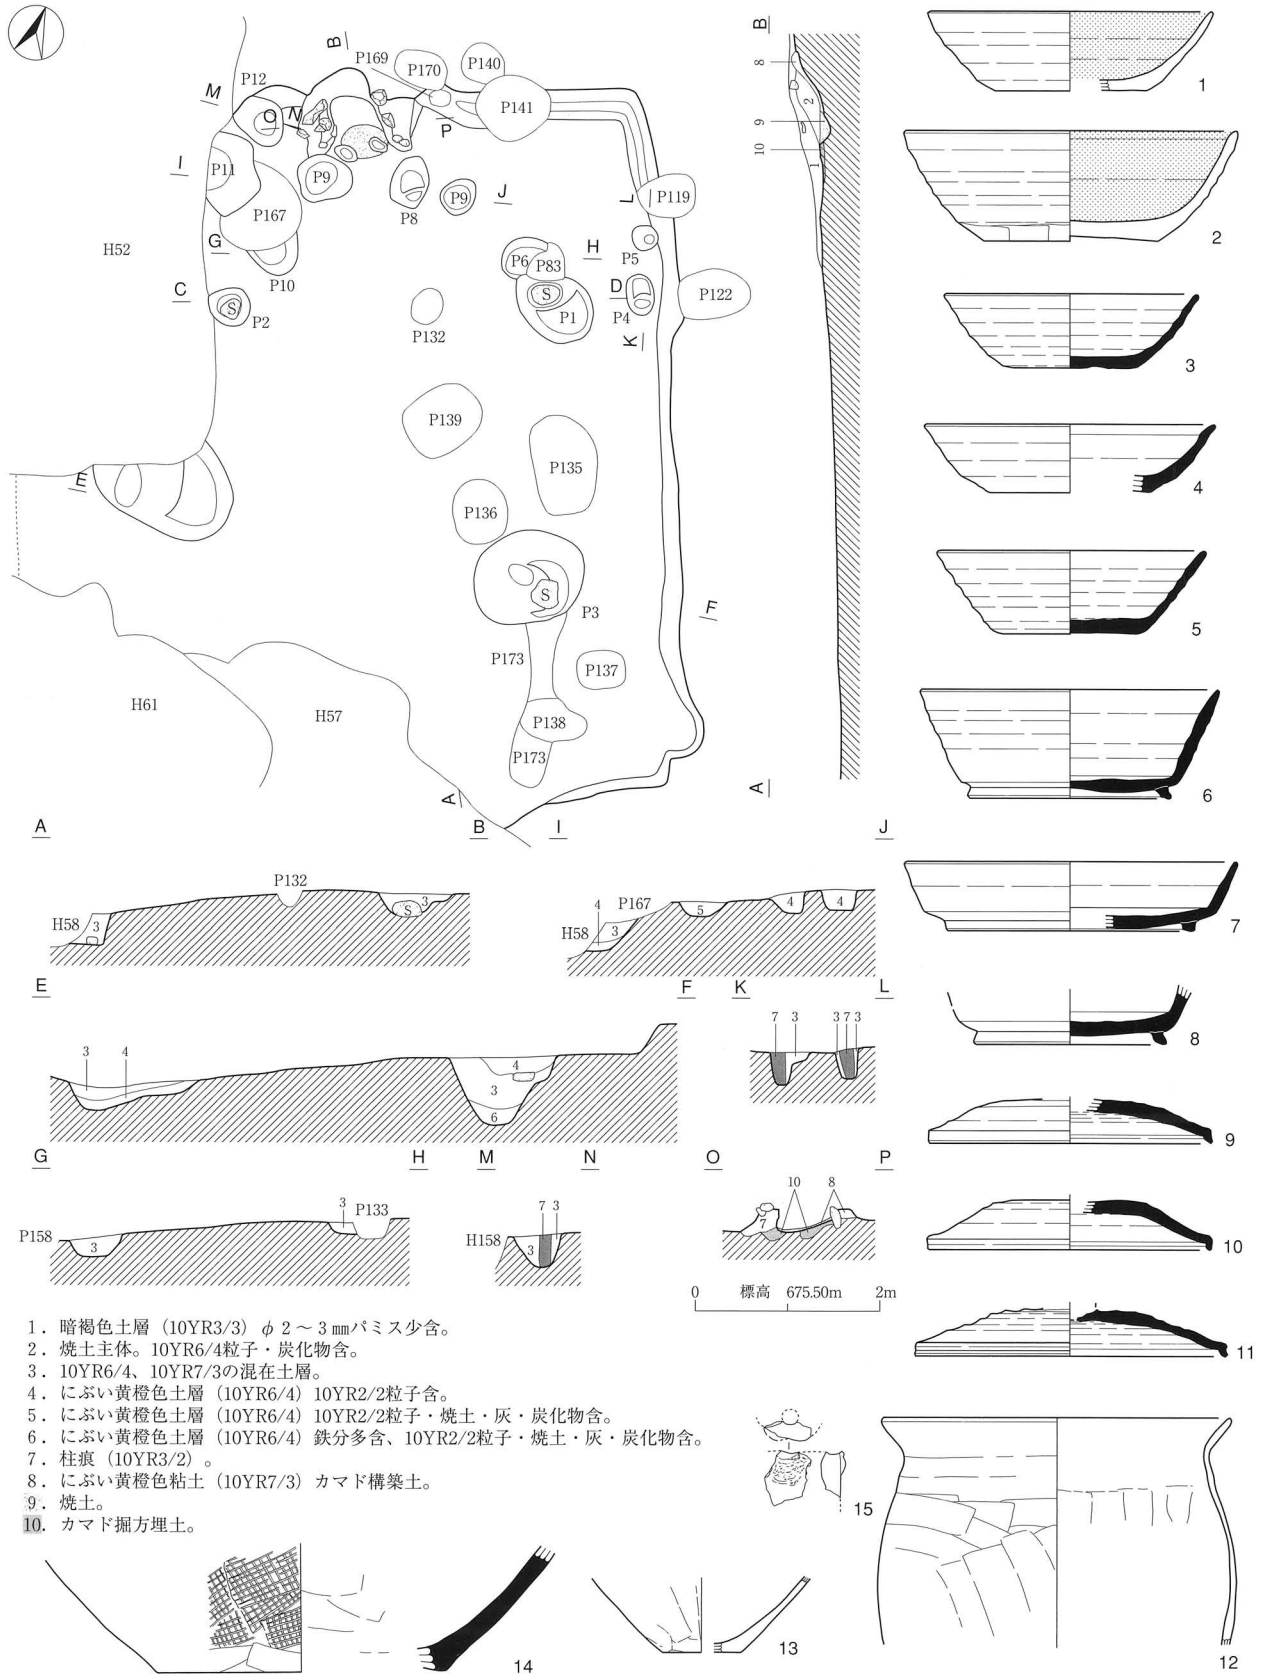 B
P169
P170
P140
P12
M
P141
O
N
P
I
P11
P9
P8
P9
J
L
P119
P167
G
H52
P10
P6
P83
H
P5
C
S
P2
S
P1
D
P4
P122
P132
K
P139
P135
E
P136
S
P3
F
P173
P137
H61
H57
P138
P173
A
B
8
2
9
10
1
A
1
2
3
4
5
6
7
8
9
10
11
A
B
I
J
P132
H58
3
S
3
4
P167
H58
3
5
4
4
E
F
K
L
3
4
4
3
6
7
3
3
7
3
G
H
M
N
O
P
P158
3
3
P133
7
3
H158
3
10
8
7
0
標高 675.50m
2m
1. 暗褐色土層 (10YR3/3) φ 2～3㎜パミス少含。
2. 焼土主体。10YR6/4粒子・炭化物含。
3. 10YR6/4、10YR7/3の混在土層。
4. にぶい黄橙色土層 (10YR6/4) 10YR2/2粒子含。
5. にぶい黄橙色土層 (10YR6/4) 10YR2/2粒子・焼土・灰・炭化物含。
6. にぶい黄橙色土層 (10YR6/4) 鉄分多含、10YR2/2粒子・焼土・灰・炭化物含。
7. 柱痕 (10YR3/2) 。
8. にぶい黄橙色粘土 (10YR7/3) カマド構築土。
9. 焼土。
10. カマド掘方埋土。
15
14
13
12